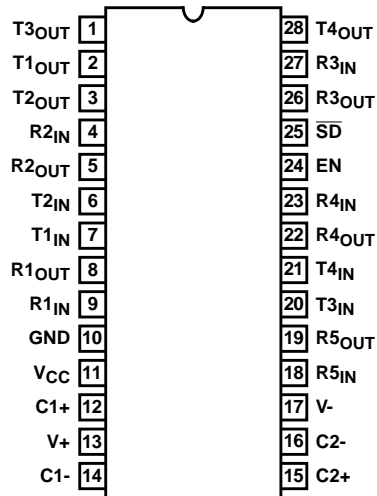 T3OUT 1 28 T4OUT
T1OUT 2 27 R3IN
T2OUT 3 26 R3OUT
R2IN 4 25 S̅D̅
R2OUT 5 24 EN
T2IN 6 23 R4IN
T1IN 7 22 R4OUT
R1OUT 8 21 T4IN
R1IN 9 20 T3IN
GND 10 19 R5OUT
VCC 11 18 R5IN
C1+ 12 17 V-
V+ 13 16 C2-
C1- 14 15 C2+